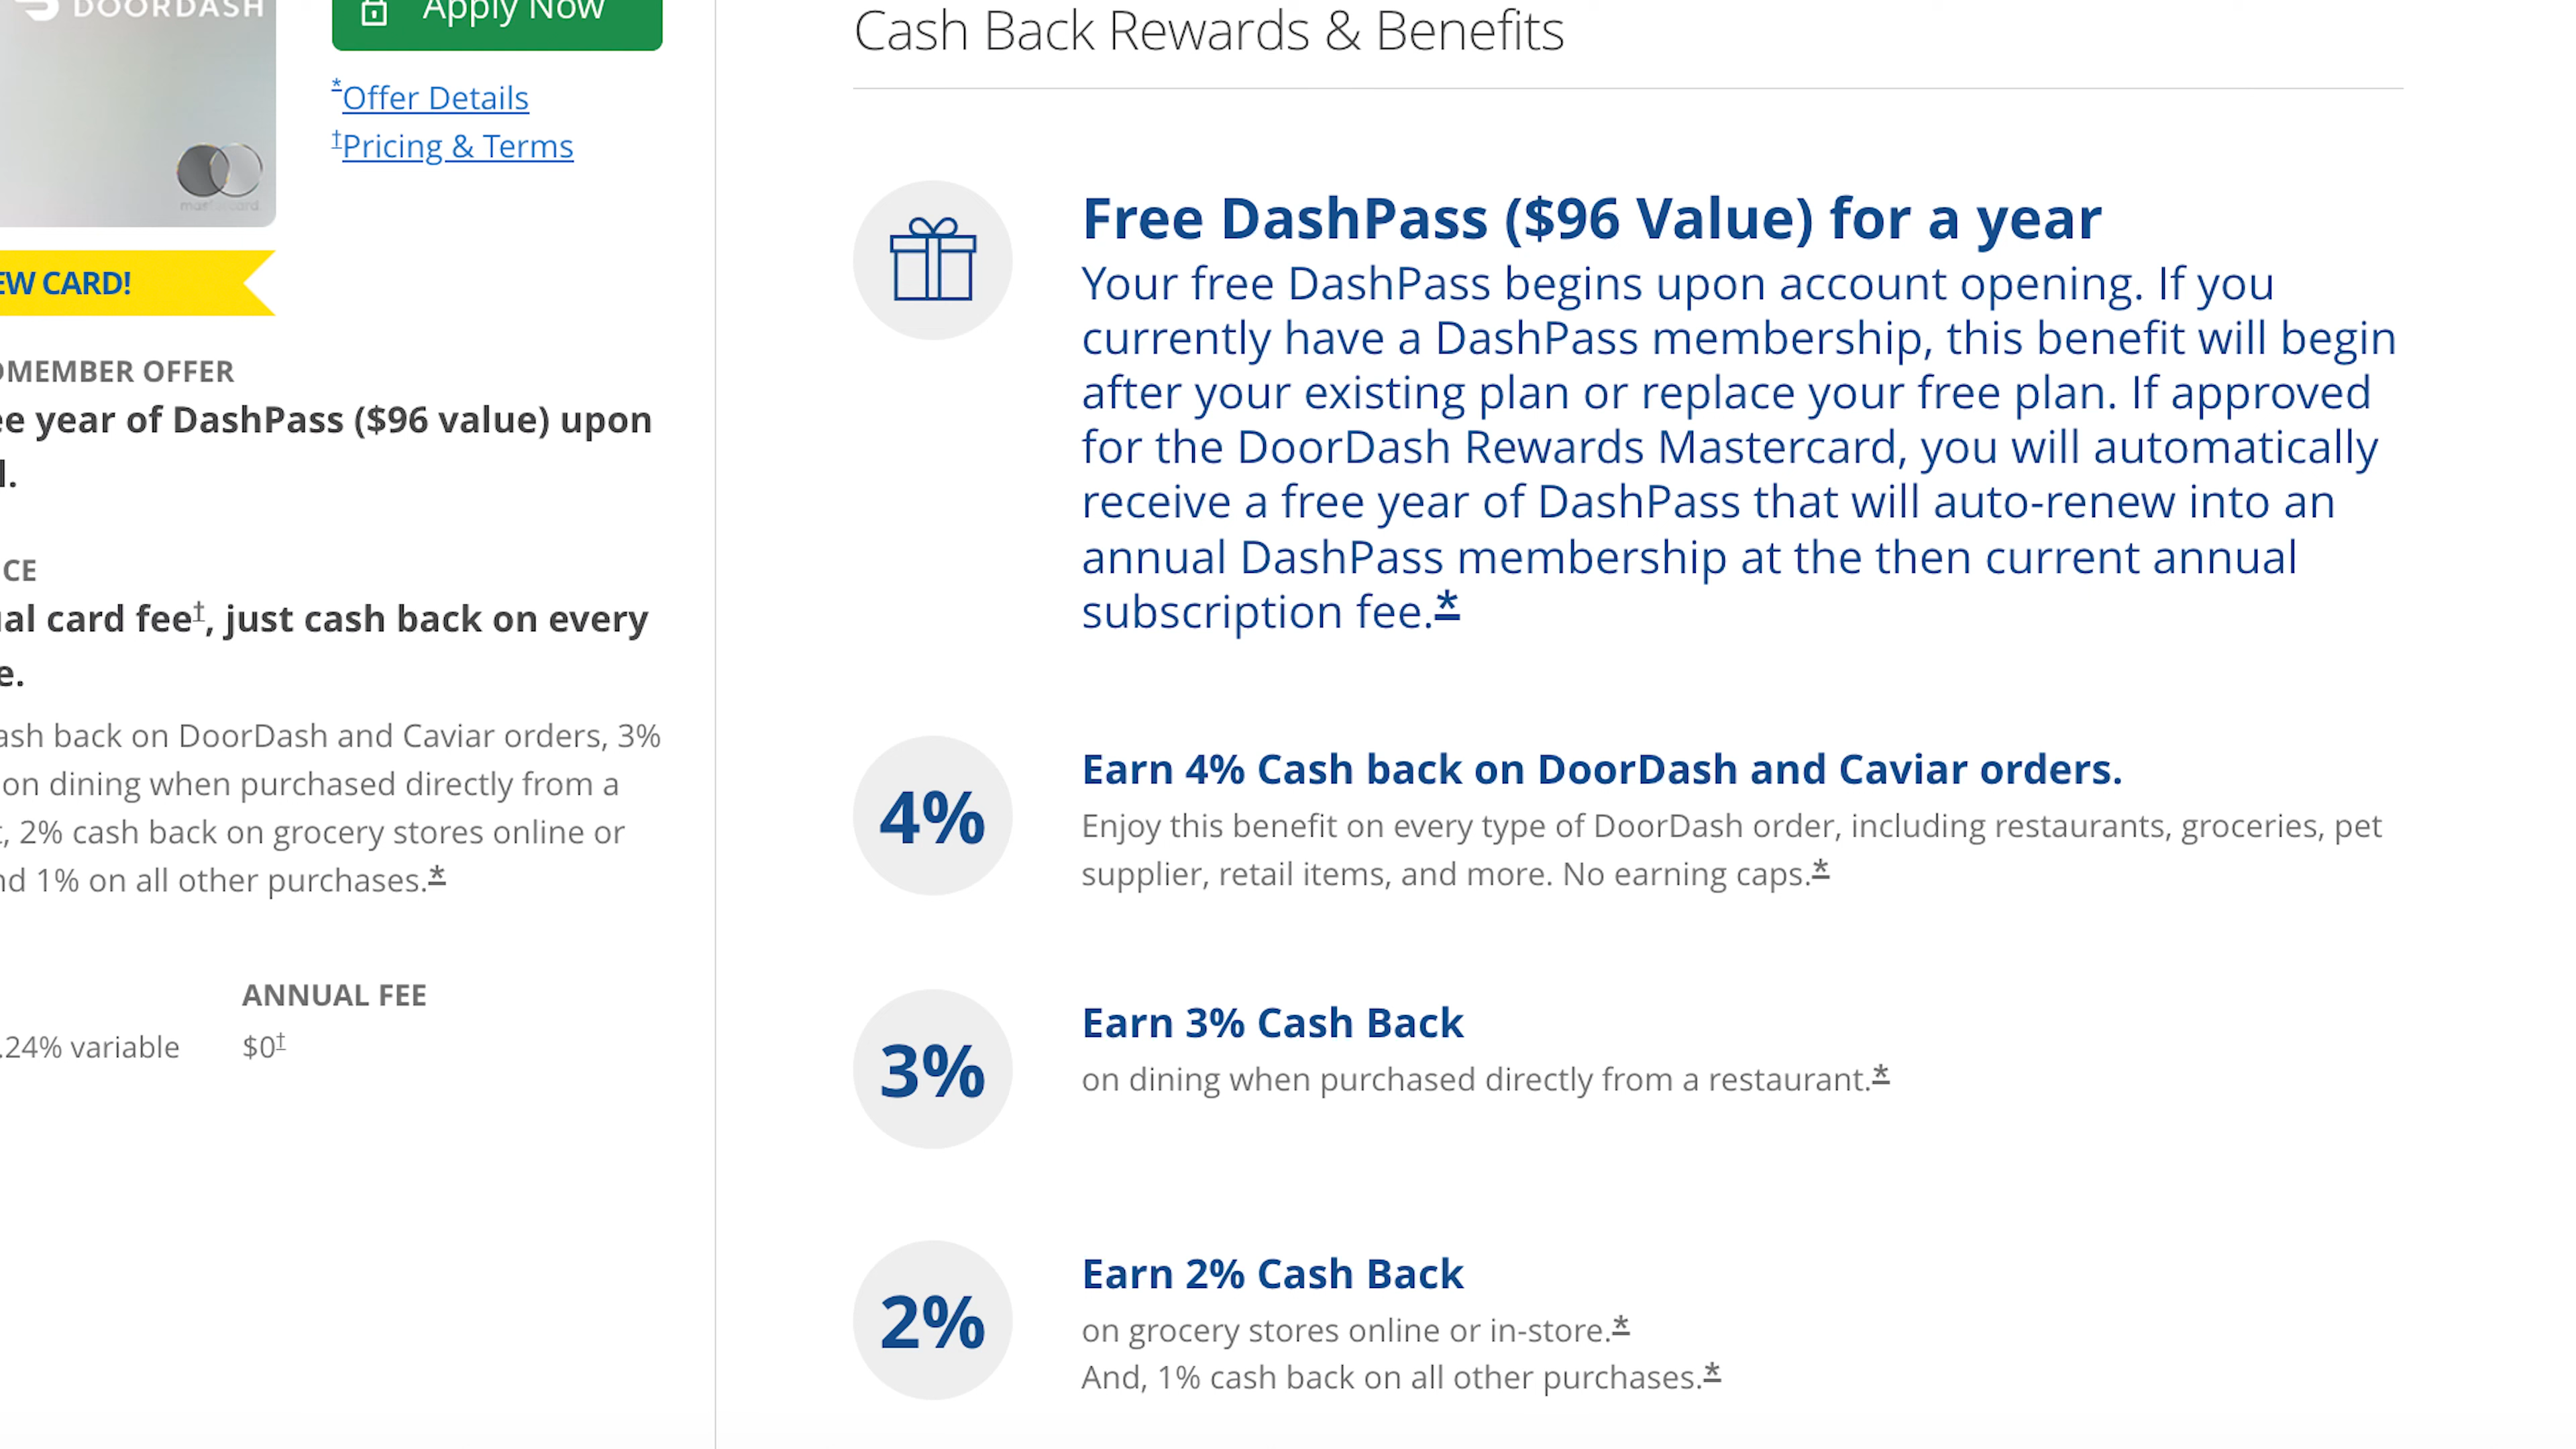 DOORDASH
Apply Now
*Offer Details
†Pricing & Terms
mastercard
EW CARD!
MEMBER OFFER
ee year of DashPass ($96 value) upon
CE
al card fee†, just cash back on every
e.
ash back on DoorDash and Caviar orders, 3%
on dining when purchased directly from a
, 2% cash back on grocery stores online or
nd 1% on all other purchases.*
ANNUAL FEE
.24% variable
$0†
Cash Back Rewards & Benefits
Free DashPass ($96 Value) for a year
Your free DashPass begins upon account opening. If you
currently have a DashPass membership, this benefit will begin
after your existing plan or replace your free plan. If approved
for the DoorDash Rewards Mastercard, you will automatically
receive a free year of DashPass that will auto-renew into an
annual DashPass membership at the then current annual
subscription fee.*
4%
Earn 4% Cash back on DoorDash and Caviar orders.
Enjoy this benefit on every type of DoorDash order, including restaurants, groceries, pet
supplier, retail items, and more. No earning caps.*
3%
Earn 3% Cash Back
on dining when purchased directly from a restaurant.*
2%
Earn 2% Cash Back
on grocery stores online or in-store.*
And, 1% cash back on all other purchases.*